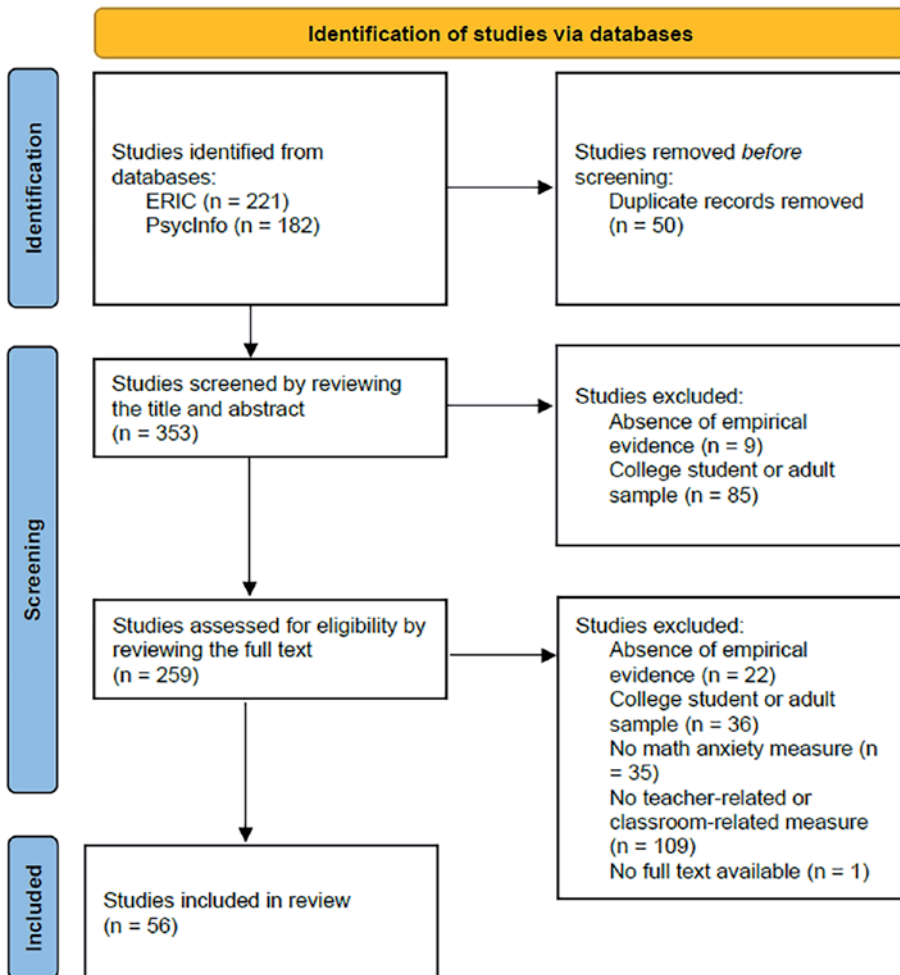 Identification of studies via databases
Identification
Studies identified from
databases:
ERIC (n = 221)
PsycInfo (n = 182)
Studies removed before
screening:
Duplicate records removed
(n = 50)
Screening
Studies screened by reviewing
the title and abstract
(n = 353)
Studies excluded:
Absence of empirical
evidence (n = 9)
College student or adult
sample (n = 85)
Studies assessed for eligibility by
reviewing the full text
(n = 259)
Studies excluded:
Absence of empirical
evidence (n = 22)
College student or adult
sample (n = 36)
No math anxiety measure (n
= 35)
No teacher-related or
classroom-related measure
(n = 109)
No full text available (n = 1)
Included
Studies included in review
(n = 56)